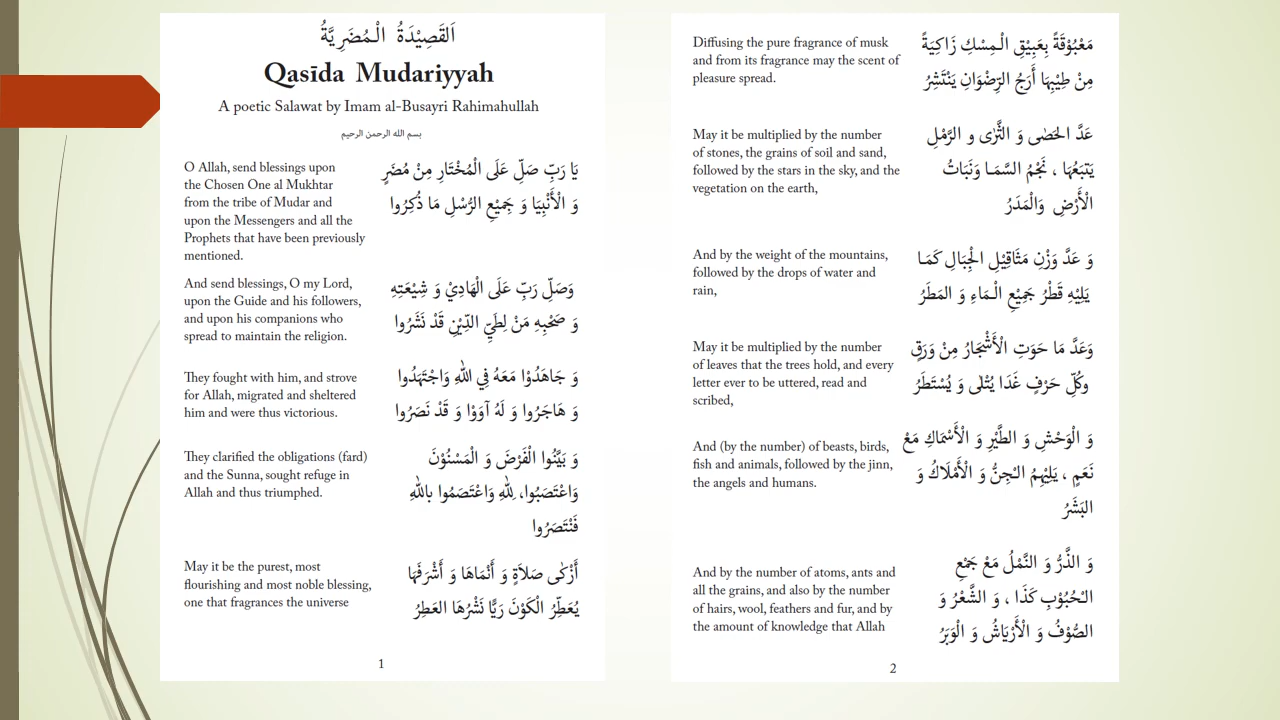 اَلقَصِيْدَةُ الْـمُضَرِيَّةُ
Qasīda Mudariyyah
A poetic Salawat by Imam al-Busayri Rahimahullah
بسم الله الرحمن الرحيم
O Allah, send blessings upon
the Chosen One al Mukhtar
from the tribe of Mudar and
upon the Messengers and all the
Prophets that have been previously
mentioned.
يَا رَبِّ صَلِّ عَلَى الْمُخْتَارِ مِنْ مُضَرٍ
وَ الْأَنْبِيَا وَ جَمِيْعِ الرُّسْلِ مَا ذُكِرُوا
And send blessings, O my Lord,
upon the Guide and his followers,
and upon his companions who
spread to maintain the religion.
وَصَلِّ رَبِّ عَلَى الْهَادِيْ وَ شِيْعَتِهِ
وَ صَحْبِهِ مَنْ لِطَيِّ الدِّيْنِ قَدْ نَشَرُوا
They fought with him, and strove
for Allah, migrated and sheltered
him and were thus victorious.
وَ جَاهَدُوْا مَعَهُ فِي اللهِ وَاجْتَهَدُوا
وَ هَاجَرُوا وَ لَهُ آوَوْا وَ قَدْ نَصَرُوا
They clarified the obligations (fard)
and the Sunna, sought refuge in
Allah and thus triumphed.
وَ بَيَّنُوا الْفَرْضَ وَ الْمَسْنُوْنَ
وَاعْتَصَبُوا، لِلّٰهِ وَاعْتَصَمُوا بِاللهِ
فَنْتَصَرُوا
May it be the purest, most
flourishing and most noble blessing,
one that fragrances the universe
أَزْكٰى صَلَاةٍ وَ أَنْمَاهَا وَ أَشْرَفَهَا
يُعَطِّرُ الْكَوْنَ رَيًّا نَشْرُهَا العَطِرُ
1
Diffusing the pure fragrance of musk
and from its fragrance may the scent of
pleasure spread.
مَعْبُوْقَةً بِعَبِيْقِ الْـمِسْكِ زَاكِيَةً
مِنْ طِيْبِهَا أَرَجُ الرِّضْوَانِ يَنْتَشِرُ
May it be multiplied by the number
of stones, the grains of soil and sand,
followed by the stars in the sky, and the
vegetation on the earth,
عَدَّ الْحَصٰى وَ الثَّرٰى و الرَّمْلِ
يَتبَعُهَا ، نَجْمُ السَّمَـا وَنَبَاتُ
الْأَرْضِ وَالْمَدَرُ
And by the weight of the mountains,
followed by the drops of water and
rain,
وَ عَدَّ وَزْنِ مَثَاقِيْلِ الْجِبَالِ كَمَـا
يَلِيْهِ قَطْرُ جَمِيْعِ الْـمَاءِ وَ المَطَرُ
May it be multiplied by the number
of leaves that the trees hold, and every
letter ever to be uttered, read and
scribed,
وَعَدَّ مَا حَوَتِ الْأَشْجَارُ مِنْ وَرَقٍ
وكُلِّ حَرْفٍ غَدَا يُتْلٰى وَ يُسْتَطَرُ
And (by the number) of beasts, birds,
fish and animals, followed by the jinn,
the angels and humans.
وَ الْوَحْشِ وَ الطَّيْرِ وَ الْأَسْمَاكِ مَعْ
نَعَمٍ ، يَلِيْهِمُ الـْجِنُّ وَ الْأَمْلَاكُ وَ
البَشَرُ
And by the number of atoms, ants and
all the grains, and also by the number
of hairs, wool, feathers and fur, and by
the amount of knowledge that Allah
وَ الذَّرُّ وَ النَّمْلُ مَعْ جَمْعِ
الـْحُبُوْبِ كَذَا ، وَ الشَّعْرُ وَ
الصُّوْفُ وَ الْأَرْيَاشُ وَ الْوَبَرُ
2